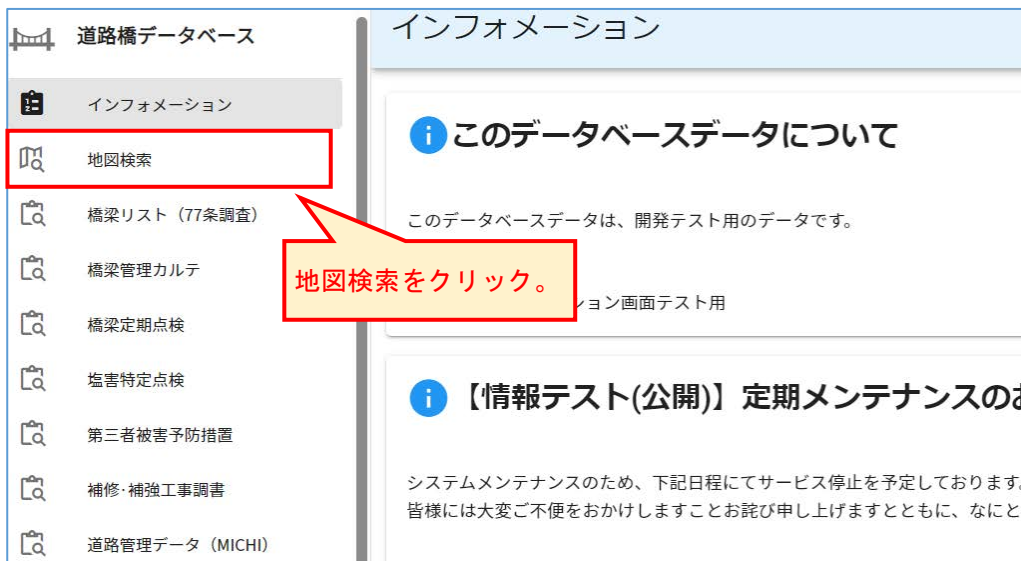 道路橋データベース
インフォメーション
地図検索
橋梁リスト（77条調査）
橋梁管理カルテ
橋梁定期点検
塩害特定点検
第三者被害予防措置
補修･補強工事調書
道路管理データ（MICHI）
地図検索をクリック。
インフォメーション
このデータベースデータについて
このデータベースデータは、開発テスト用のデータです。
ション画面テスト用
【情報テスト(公開)】定期メンテナンスのお
システムメンテナンスのため、下記日程にてサービス停止を予定しております。
皆様には大変ご不便をおかけしますことお詫び申し上げますとともに、なにと